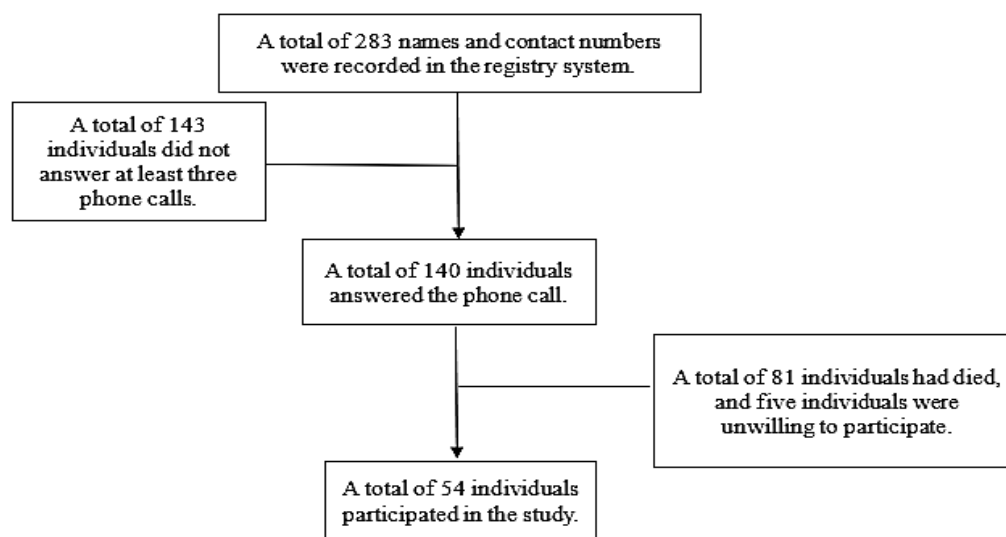 A total of 283 names and contact numbers
were recorded in the registry system.
A total of 143
individuals did not
answer at least three
phone calls.
A total of 140 individuals
answered the phone call.
A total of 81 individuals had died,
and five individuals were
unwilling to participate.
A total of 54 individuals
participated in the study.